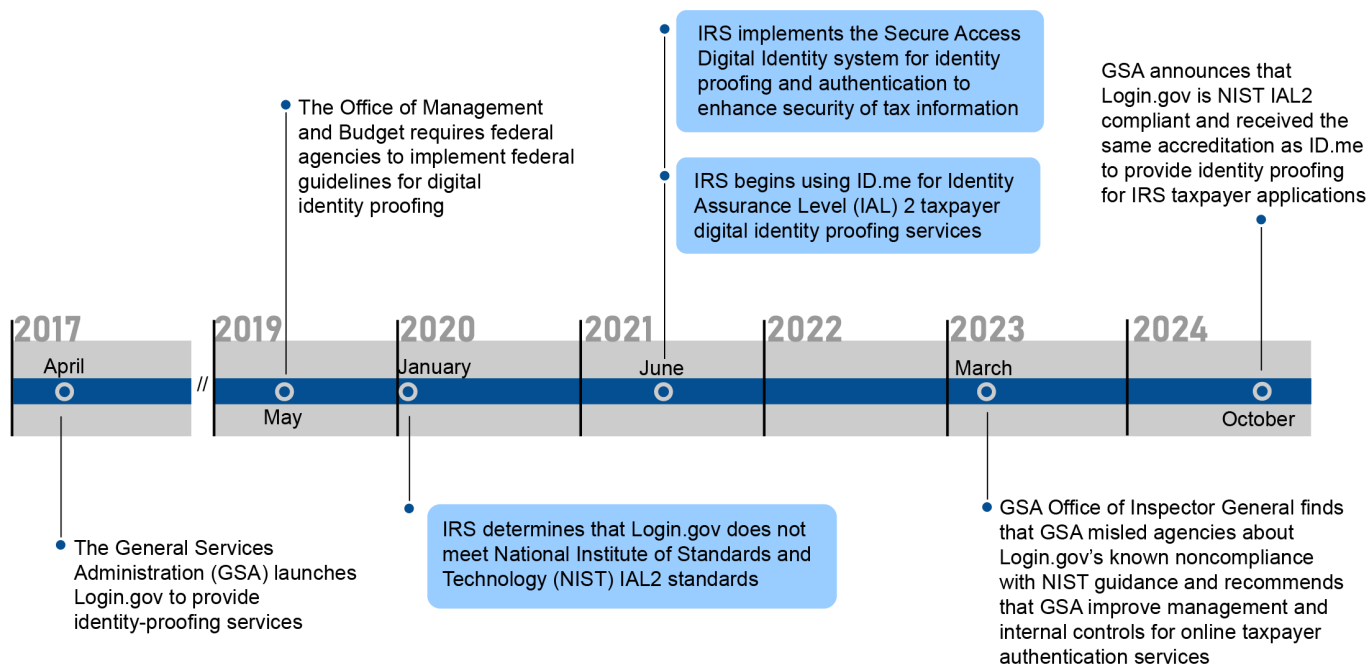 IRS implements the Secure Access
Digital Identity system for identity
proofing and authentication to
enhance security of tax information
GSA announces that
Login.gov is NIST IAL2
compliant and received the
same accreditation as ID.me
to provide identity proofing
for IRS taxpayer applications
The Office of Management
and Budget requires federal
agencies to implement federal
guidelines for digital
identity proofing
IRS begins using ID.me for Identity
Assurance Level (IAL) 2 taxpayer
digital identity proofing services
2017
2019
2020
2021
2022
2023
2024
April
January
June
March
//
May
October
The General Services
Administration (GSA) launches
Login.gov to provide
identity-proofing services
IRS determines that Login.gov does not
meet National Institute of Standards and
Technology (NIST) IAL2 standards
GSA Office of Inspector General finds
that GSA misled agencies about
Login.gov’s known noncompliance
with NIST guidance and recommends
that GSA improve management and
internal controls for online taxpayer
authentication services